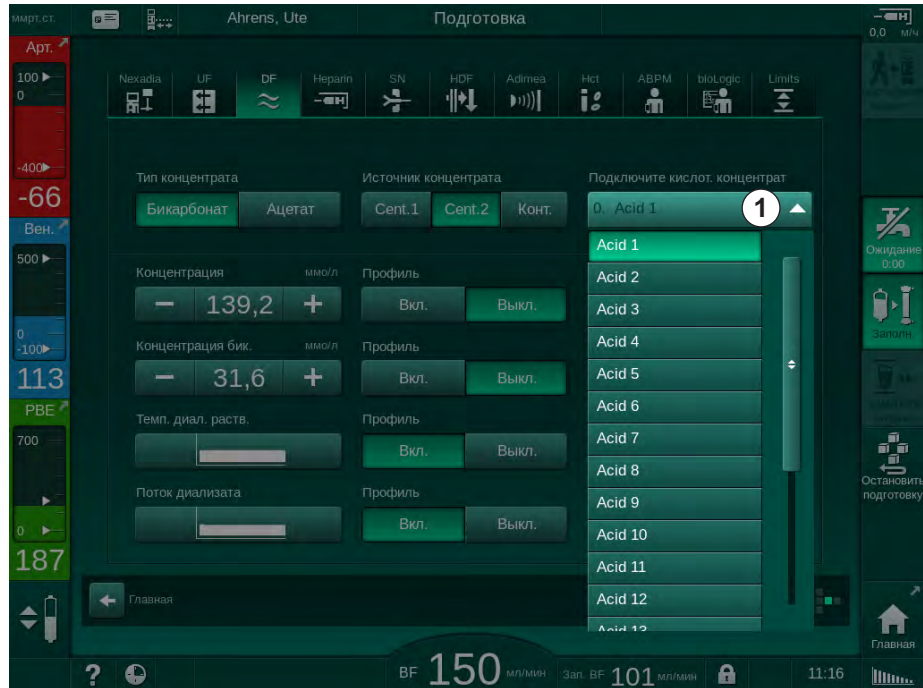 ммрт.ст.
Ahrens, Ute
Подготовка
0,0 м/ч
Арт.
100
0
-400
-66
Вен.
500
0
-100
113
PBE
700
0
187
Nexadia UF DF Heparin SN HDF Adimea Hct ABPM bioLogic Limits
Тип концентрата
Бикарбонат Ацетат
Источник концентрата
Cent.1 Cent.2 Конт.
Подключите кислот. концентрат
0. Acid 1
1
Acid 1
Acid 2
Acid 3
Acid 4
Acid 5
Acid 6
Acid 7
Acid 8
Acid 9
Acid 10
Acid 11
Acid 12
Acid 13
Концентрация ммо/л
− 139,2 +
Профиль
Вкл. Выкл.
Концентрация бик. ммо/л
− 31,6 +
Профиль
Вкл. Выкл.
Темп. диал. раств.
Профиль
Вкл. Выкл.
Поток диализата
Профиль
Вкл. Выкл.
Главная
Ожидание
0:00
Заполн.
Остановить
подготовку
Главная
?
BF 150 мл/мин
Зап. BF 101 мл/мин
11:16